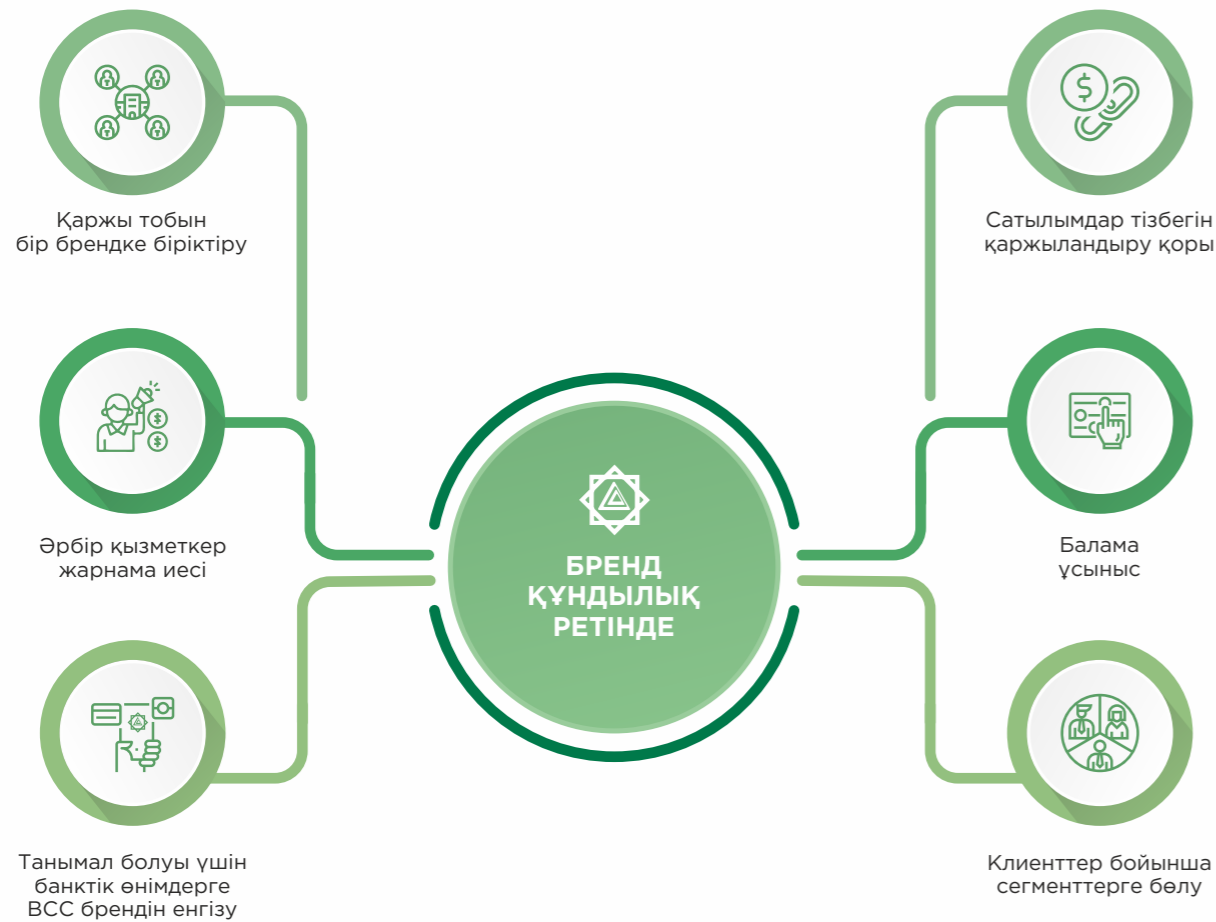 Қаржы тобын
бір брендке біріктіру
Сатылымдар тізбегін
қаржыландыру қоры
Әрбір қызметкер
жарнама иесі
БРЕНД
ҚҰНДЫЛЫҚ
РЕТІНДЕ
Балама
ұсыныс
Танымал болуы үшін
банктік өнімдерге
ВСС брендін енгізу
Клиенттер бойынша
сегменттерге бөлу